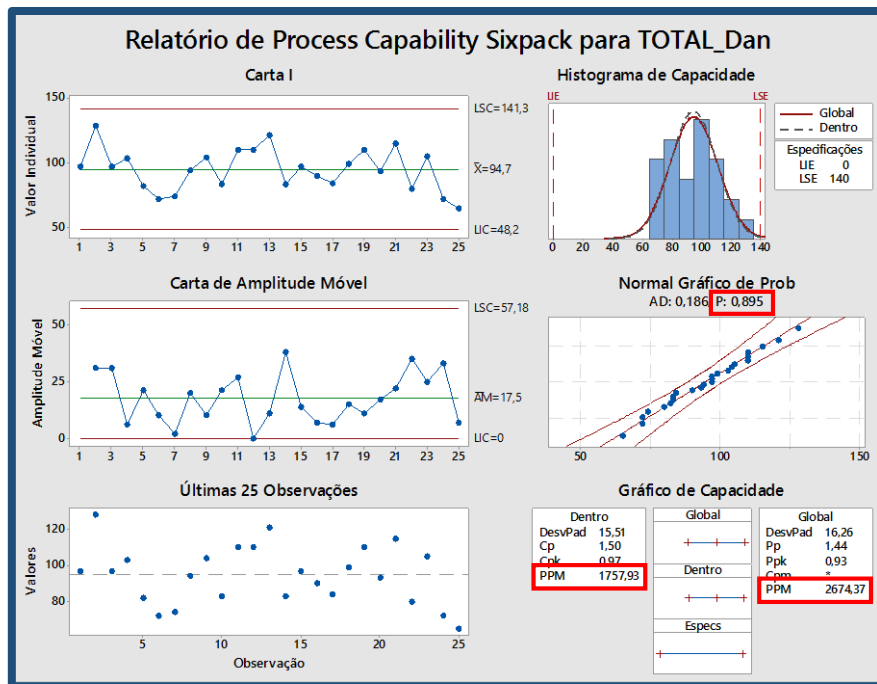 Relatório de Process Capability Sixpack para TOTAL_Dan
Carta I
Valor Individual
150
100
50
1 3 5 7 9 11 13 15 17 19 21 23 25
LSC=141,3
X̄=94,7
LIC=48,2
Histograma de Capacidade
LIE LSE
Global
Dentro
Especificações
LIE 0
LSE 140
0 20 40 60 80 100 120 140
Carta de Amplitude Móvel
Amplitude Móvel
50
25
0
1 3 5 7 9 11 13 15 17 19 21 23 25
LSC=57,18
A̅M̅=17,5
LIC=0
Normal Gráfico de Prob
AD: 0,186, P: 0,895
50 100 150
Últimas 25 Observações
Valores
120
100
80
5 10 15 20 25
Observação
Gráfico de Capacidade
Dentro
DesvPad 15,51
Cp 1,50
Cpk 0,97
PPM 1757,93
Global
Dentro
Especs
Global
DesvPad 16,26
Pp 1,44
Ppk 0,93
Cpm *
PPM 2674,37